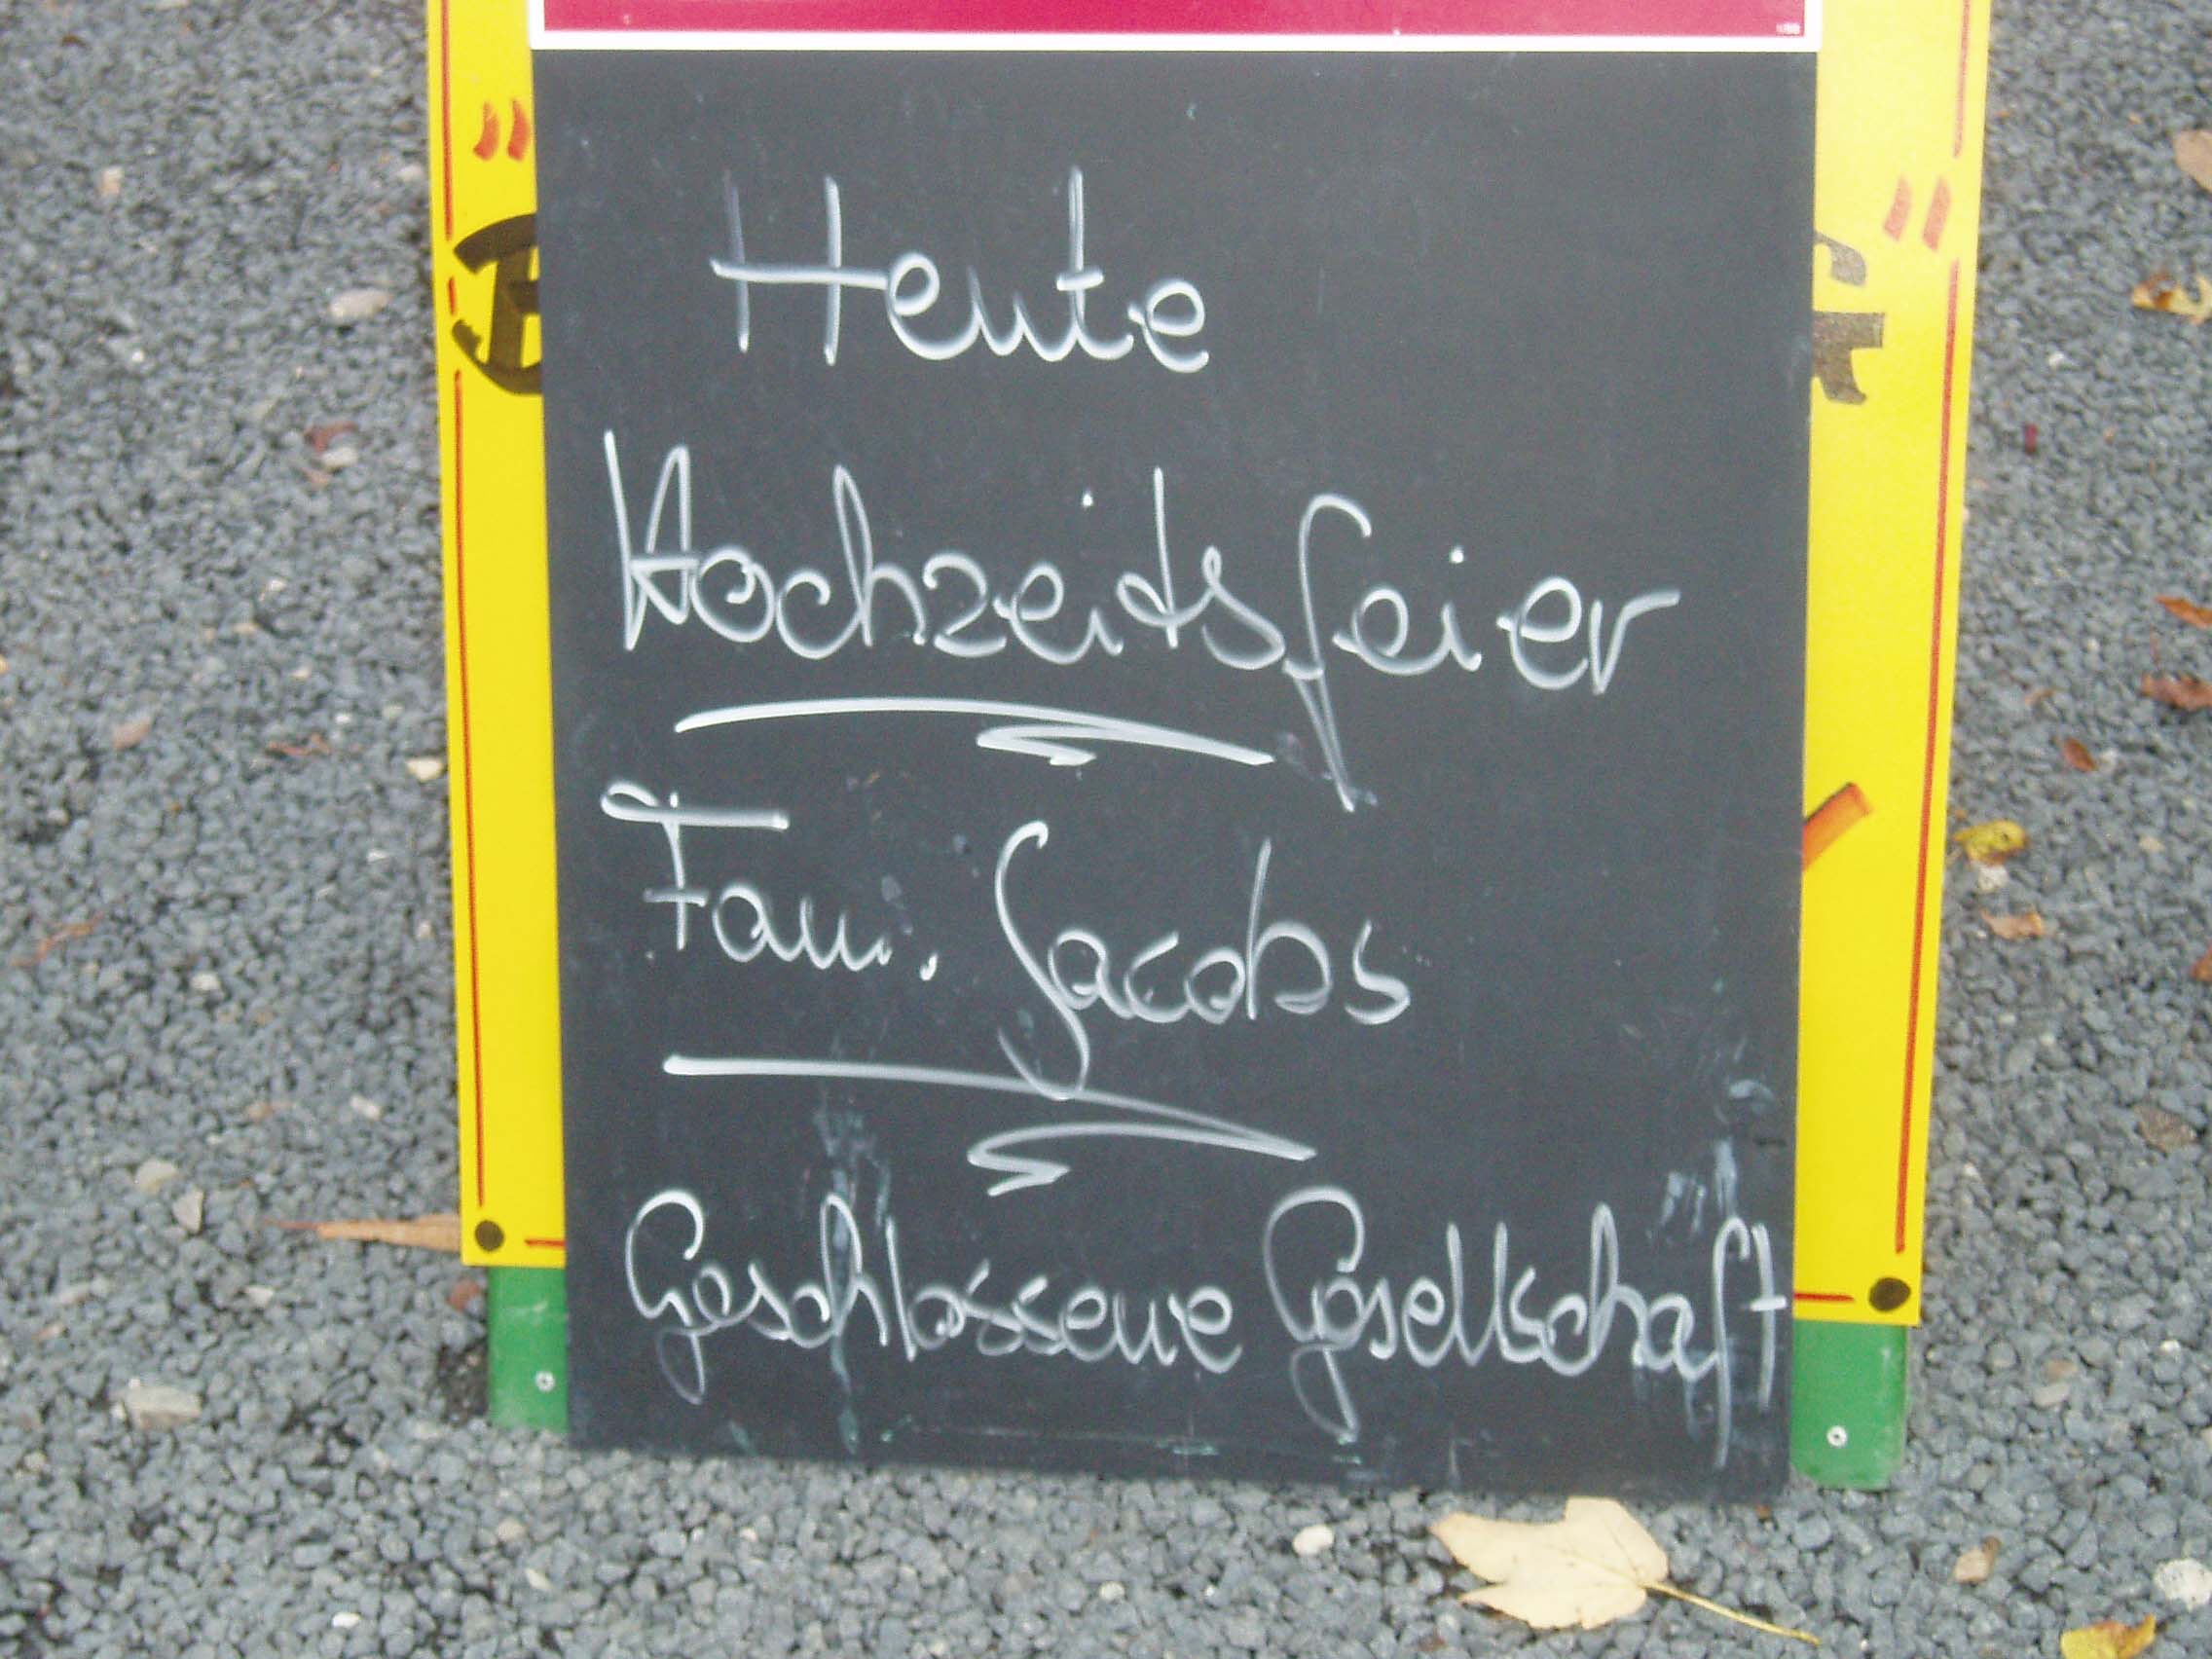 Heute
Hochzeitsfeier
Fam. Jacobs
Geschlossene Gesellschaft